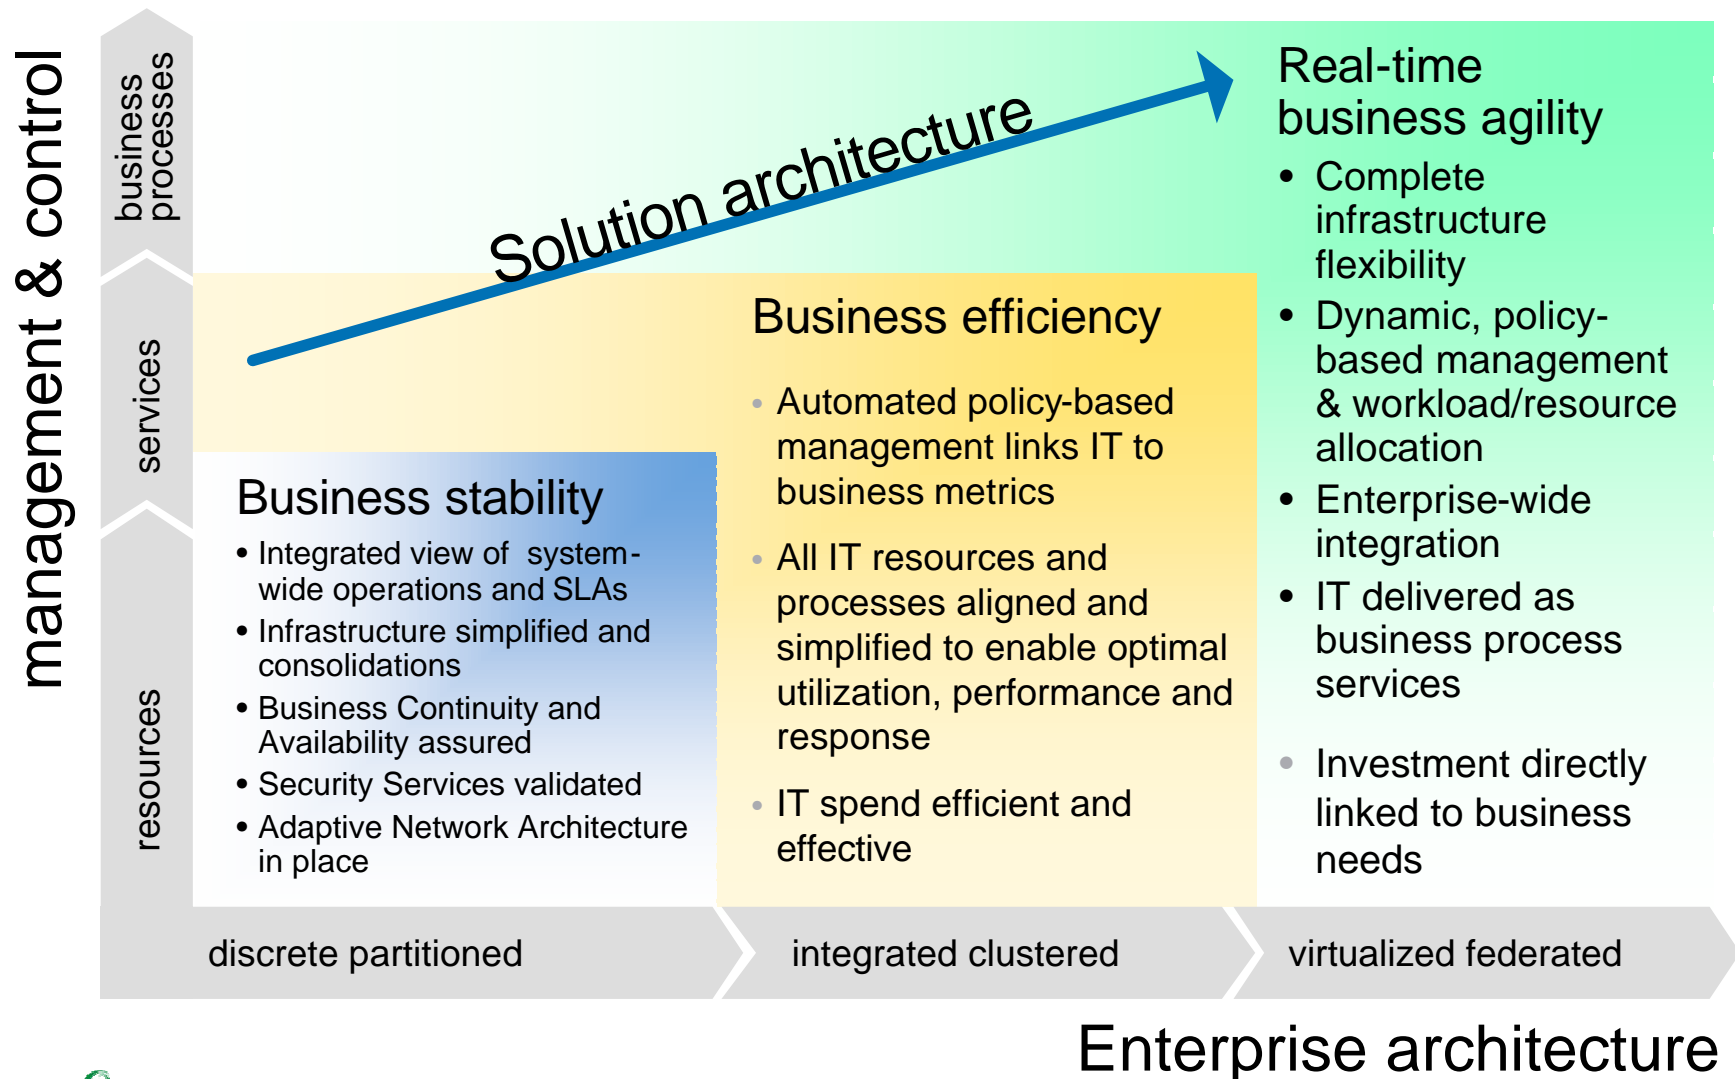 management & control
business
processes
services
resources
Solution architecture
Business stability
• Integrated view of system-
wide operations and SLAs
• Infrastructure simplified and
consolidations
• Business Continuity and
Availability assured
• Security Services validated
• Adaptive Network Architecture
in place
Business efficiency
• Automated policy-based
management links IT to
business metrics
• All IT resources and
processes aligned and
simplified to enable optimal
utilization, performance and
response
• IT spend efficient and
effective
Real-time
business agility
• Complete
infrastructure
flexibility
• Dynamic, policy-
based management
& workload/resource
allocation
• Enterprise-wide
integration
• IT delivered as
business process
services
• Investment directly
linked to business
needs
discrete partitioned
integrated clustered
virtualized federated
Enterprise architecture